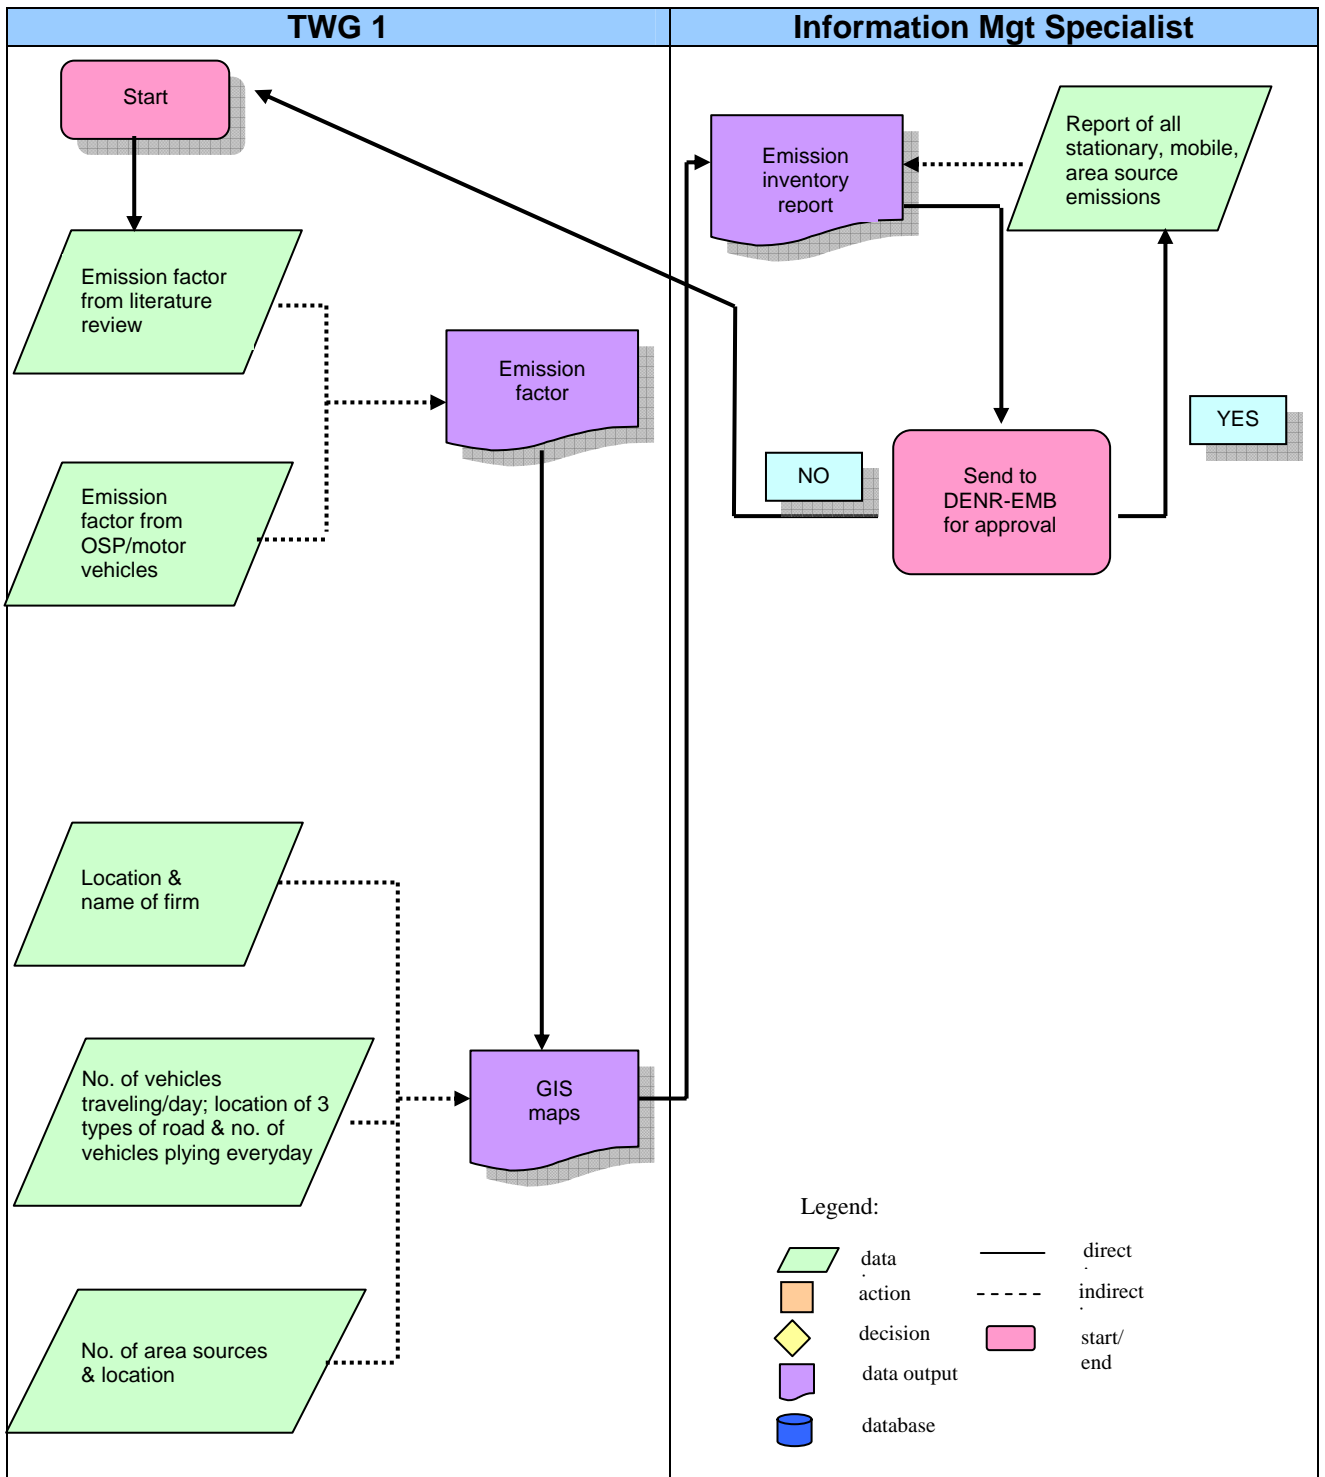 TWG 1
Information Mgt Specialist
Start
Emission factor
from literature
review
Emission
factor from
OSP/motor
vehicles
Emission
factor
Location &
name of firm
No. of vehicles
traveling/day; location of 3
types of road & no. of
vehicles plying everyday
No. of area sources
& location
GIS
maps
Emission
inventory
report
Report of all
stationary, mobile,
area source
emissions
NO
Send to
DENR-EMB
for approval
YES
Legend:
data
action
decision
data output
database
direct
indirect
start/
end